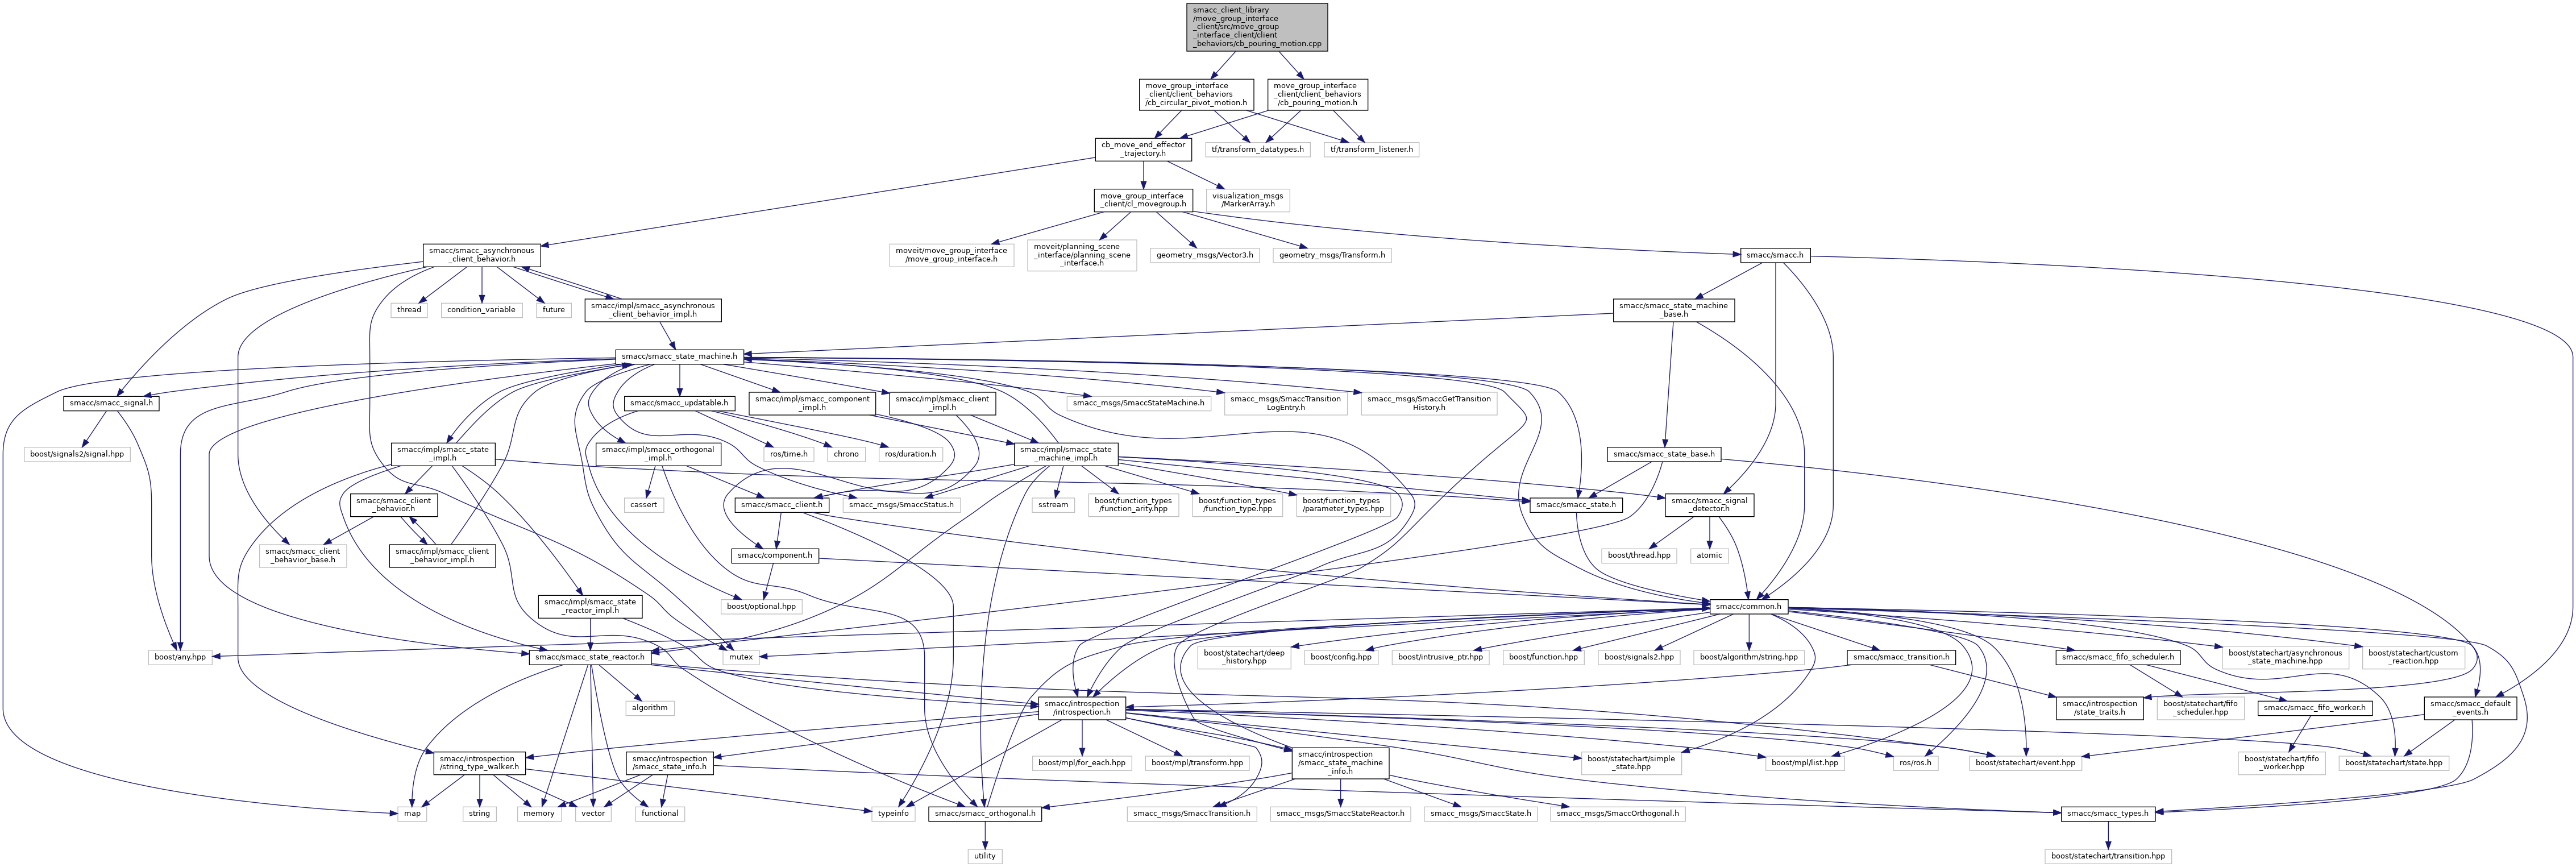 smacc_client_library
/move_group_interface
_client/src/move_group
_interface_client/client
_behaviors/cb_pouring_motion.cpp
move_group_interface
_client/client_behaviors
/cb_circular_pivot_motion.h
move_group_interface
_client/client_behaviors
/cb_pouring_motion.h
cb_move_end_effector
_trajectory.h
tf/transform_datatypes.h
tf/transform_listener.h
move_group_interface
_client/cl_movegroup.h
visualization_msgs
/MarkerArray.h
smacc/smacc_asynchronous
_client_behavior.h
moveit/move_group_interface
/move_group_interface.h
moveit/planning_scene
_interface/planning_scene
_interface.h
geometry_msgs/Vector3.h
geometry_msgs/Transform.h
smacc/smacc.h
thread
condition_variable
future
smacc/impl/smacc_asynchronous
_client_behavior_impl.h
smacc/smacc_state_machine
_base.h
smacc/smacc_state_machine.h
smacc/smacc_signal.h
smacc/smacc_updatable.h
smacc/impl/smacc_component
_impl.h
smacc/impl/smacc_client
_impl.h
smacc_msgs/SmaccStateMachine.h
smacc_msgs/SmaccTransition
LogEntry.h
smacc_msgs/SmaccGetTransition
History.h
boost/signals2/signal.hpp
smacc/impl/smacc_state
_impl.h
smacc/impl/smacc_orthogonal
_impl.h
ros/time.h
chrono
ros/duration.h
smacc/impl/smacc_state
_machine_impl.h
smacc/smacc_state_base.h
smacc/smacc_client
_behavior.h
cassert
smacc/smacc_client.h
smacc_msgs/SmaccStatus.h
sstream
boost/function_types
/function_arity.hpp
boost/function_types
/function_type.hpp
boost/function_types
/parameter_types.hpp
smacc/smacc_state.h
smacc/smacc_signal
_detector.h
smacc/smacc_client
_behavior_base.h
smacc/impl/smacc_client
_behavior_impl.h
smacc/component.h
boost/thread.hpp
atomic
smacc/impl/smacc_state
_reactor_impl.h
boost/optional.hpp
smacc/common.h
boost/any.hpp
smacc/smacc_state_reactor.h
mutex
boost/statechart/deep
_history.hpp
boost/config.hpp
boost/intrusive_ptr.hpp
boost/function.hpp
boost/signals2.hpp
boost/algorithm/string.hpp
smacc/smacc_transition.h
smacc/smacc_fifo_scheduler.h
boost/statechart/asynchronous
_state_machine.hpp
boost/statechart/custom
_reaction.hpp
algorithm
smacc/introspection
/introspection.h
smacc/introspection
/state_traits.h
boost/statechart/fifo
_scheduler.hpp
smacc/smacc_fifo_worker.h
smacc/smacc_default
_events.h
smacc/introspection
/string_type_walker.h
smacc/introspection
/smacc_state_info.h
boost/mpl/for_each.hpp
boost/mpl/transform.hpp
smacc/introspection
/smacc_state_machine
_info.h
boost/statechart/simple
_state.hpp
boost/mpl/list.hpp
ros/ros.h
boost/statechart/event.hpp
boost/statechart/fifo
_worker.hpp
boost/statechart/state.hpp
map
string
memory
vector
functional
typeinfo
smacc/smacc_orthogonal.h
smacc_msgs/SmaccTransition.h
smacc_msgs/SmaccStateReactor.h
smacc_msgs/SmaccState.h
smacc_msgs/SmaccOrthogonal.h
smacc/smacc_types.h
utility
boost/statechart/transition.hpp